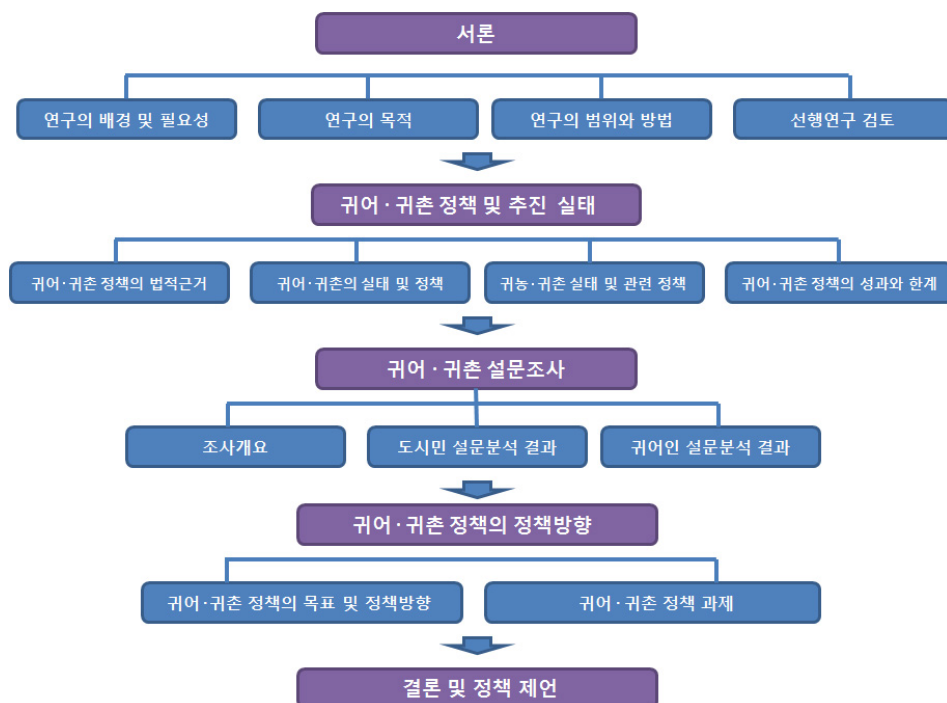 서론
연구의 배경 및 필요성
연구의 목적
연구의 범위와 방법
선행연구 검토
귀어·귀촌 정책 및 추진 실태
귀어·귀촌 정책의 법적근거
귀어·귀촌의 실태 및 정책
귀농·귀촌 실태 및 관련 정책
귀어·귀촌 정책의 성과와 한계
귀어·귀촌 설문조사
조사개요
도시민 설문분석 결과
귀어인 설문분석 결과
귀어·귀촌 정책의 정책방향
귀어·귀촌 정책의 목표 및 정책방향
귀어·귀촌 정책 과제
결론 및 정책 제언